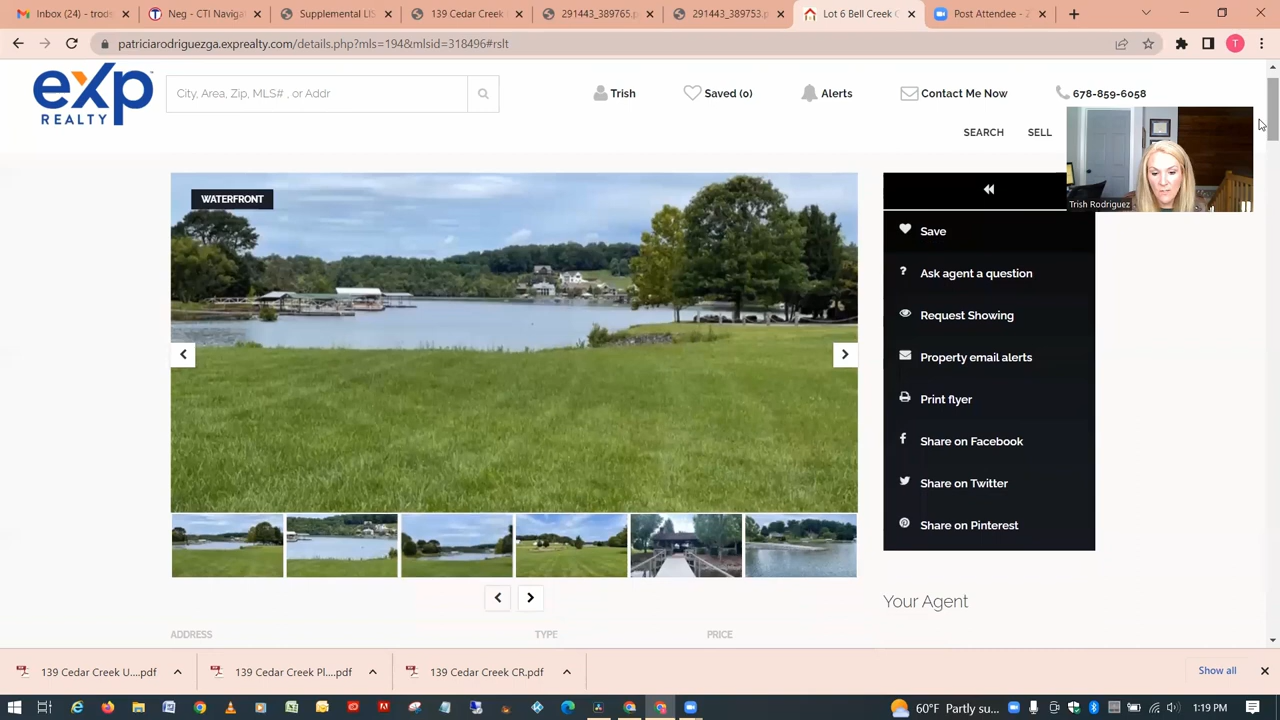 Inbox (24) - trods
Neg - CTI Navigat
Supplemental LIS
139 Cedar Creek
291443_389765.p
291443_389753.p
Lot 6 Bell Creek C
Post Attendee - Z
patriciarodriguezga.exprealty.com/details.php?mls=194&mlsid=318496#rslt
T
eXp
REALTY
City, Area, Zip, MLS# , or Addr
Trish
Saved (0)
Alerts
Contact Me Now
678-859-6058
SEARCH
SELL
Trish Rodriguez
WATERFRONT
Save
Ask agent a question
Request Showing
Property email alerts
Print flyer
Share on Facebook
Share on Twitter
Share on Pinterest
Your Agent
ADDRESS
TYPE
PRICE
139 Cedar Creek U....pdf
139 Cedar Creek Pl....pdf
139 Cedar Creek CR.pdf
Show all
60°F Partly su...
1:19 PM